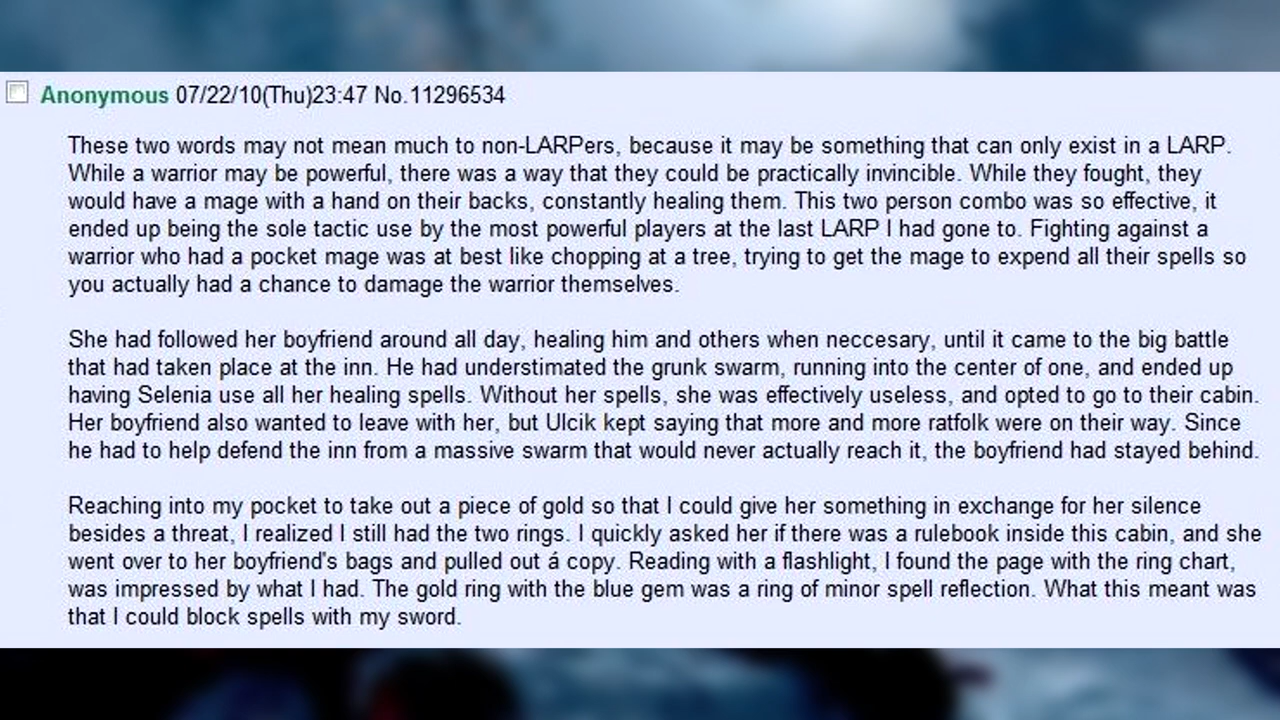 Anonymous 07/22/10(Thu)23:47 No.11296534
These two words may not mean much to non-LARPers, because it may be something that can only exist in a LARP.
While a warrior may be powerful, there was a way that they could be practically invincible. While they fought, they
would have a mage with a hand on their backs, constantly healing them. This two person combo was so effective, it
ended up being the sole tactic use by the most powerful players at the last LARP I had gone to. Fighting against a
warrior who had a pocket mage was at best like chopping at a tree, trying to get the mage to expend all their spells so
you actually had a chance to damage the warrior themselves.
She had followed her boyfriend around all day, healing him and others when neccesary, until it came to the big battle
that had taken place at the inn. He had understimated the grunk swarm, running into the center of one, and ended up
having Selenia use all her healing spells. Without her spells, she was effectively useless, and opted to go to their cabin.
Her boyfriend also wanted to leave with her, but Ulcik kept saying that more and more ratfolk were on their way. Since
he had to help defend the inn from a massive swarm that would never actually reach it, the boyfriend had stayed behind.
Reaching into my pocket to take out a piece of gold so that I could give her something in exchange for her silence
besides a threat, I realized I still had the two rings. I quickly asked her if there was a rulebook inside this cabin, and she
went over to her boyfriend's bags and pulled out á copy. Reading with a flashlight, I found the page with the ring chart,
was impressed by what I had. The gold ring with the blue gem was a ring of minor spell reflection. What this meant was
that I could block spells with my sword.